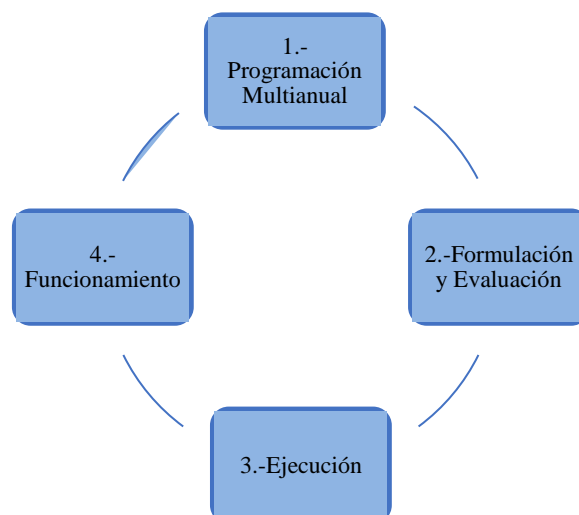 1.-
Programación
Multianual
2.-Formulación
y Evaluación
3.-Ejecución
4.-
Funcionamiento